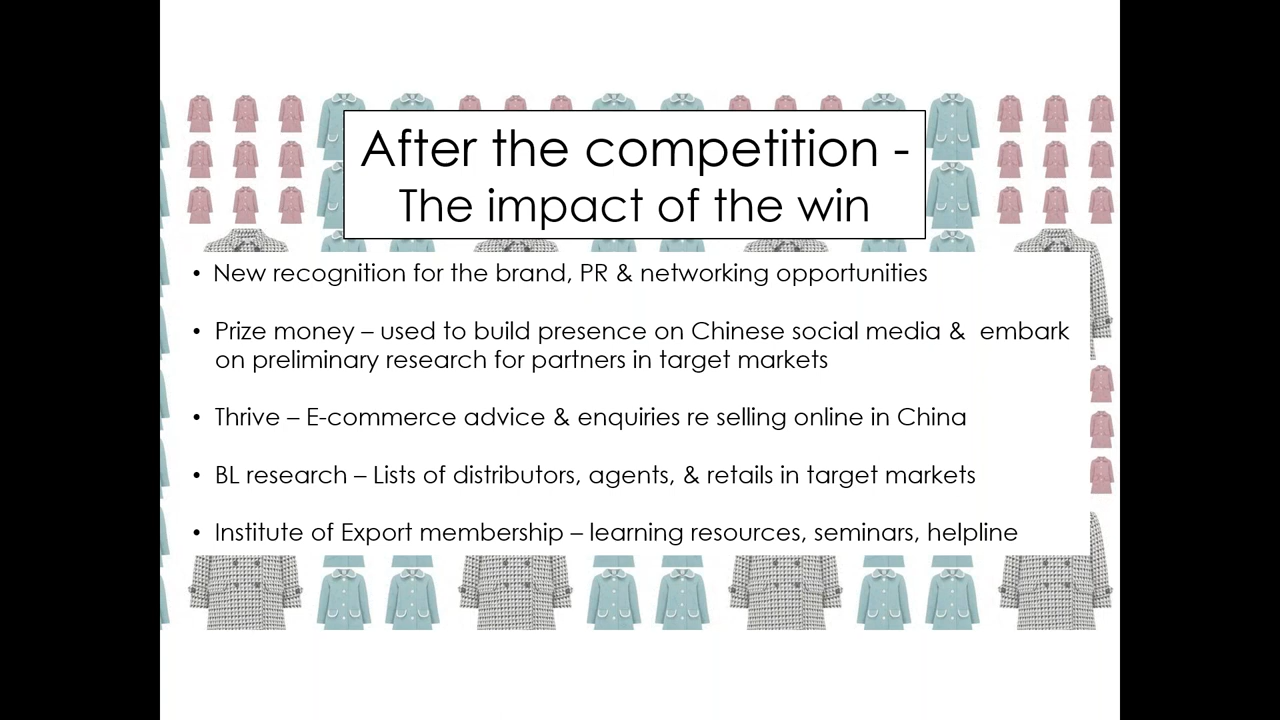 After the competition -
The impact of the win
• New recognition for the brand, PR & networking opportunities
• Prize money – used to build presence on Chinese social media &  embark
on preliminary research for partners in target markets
• Thrive – E-commerce advice & enquiries re selling online in China
• BL research – Lists of distributors, agents, & retails in target markets
• Institute of Export membership – learning resources, seminars, helpline